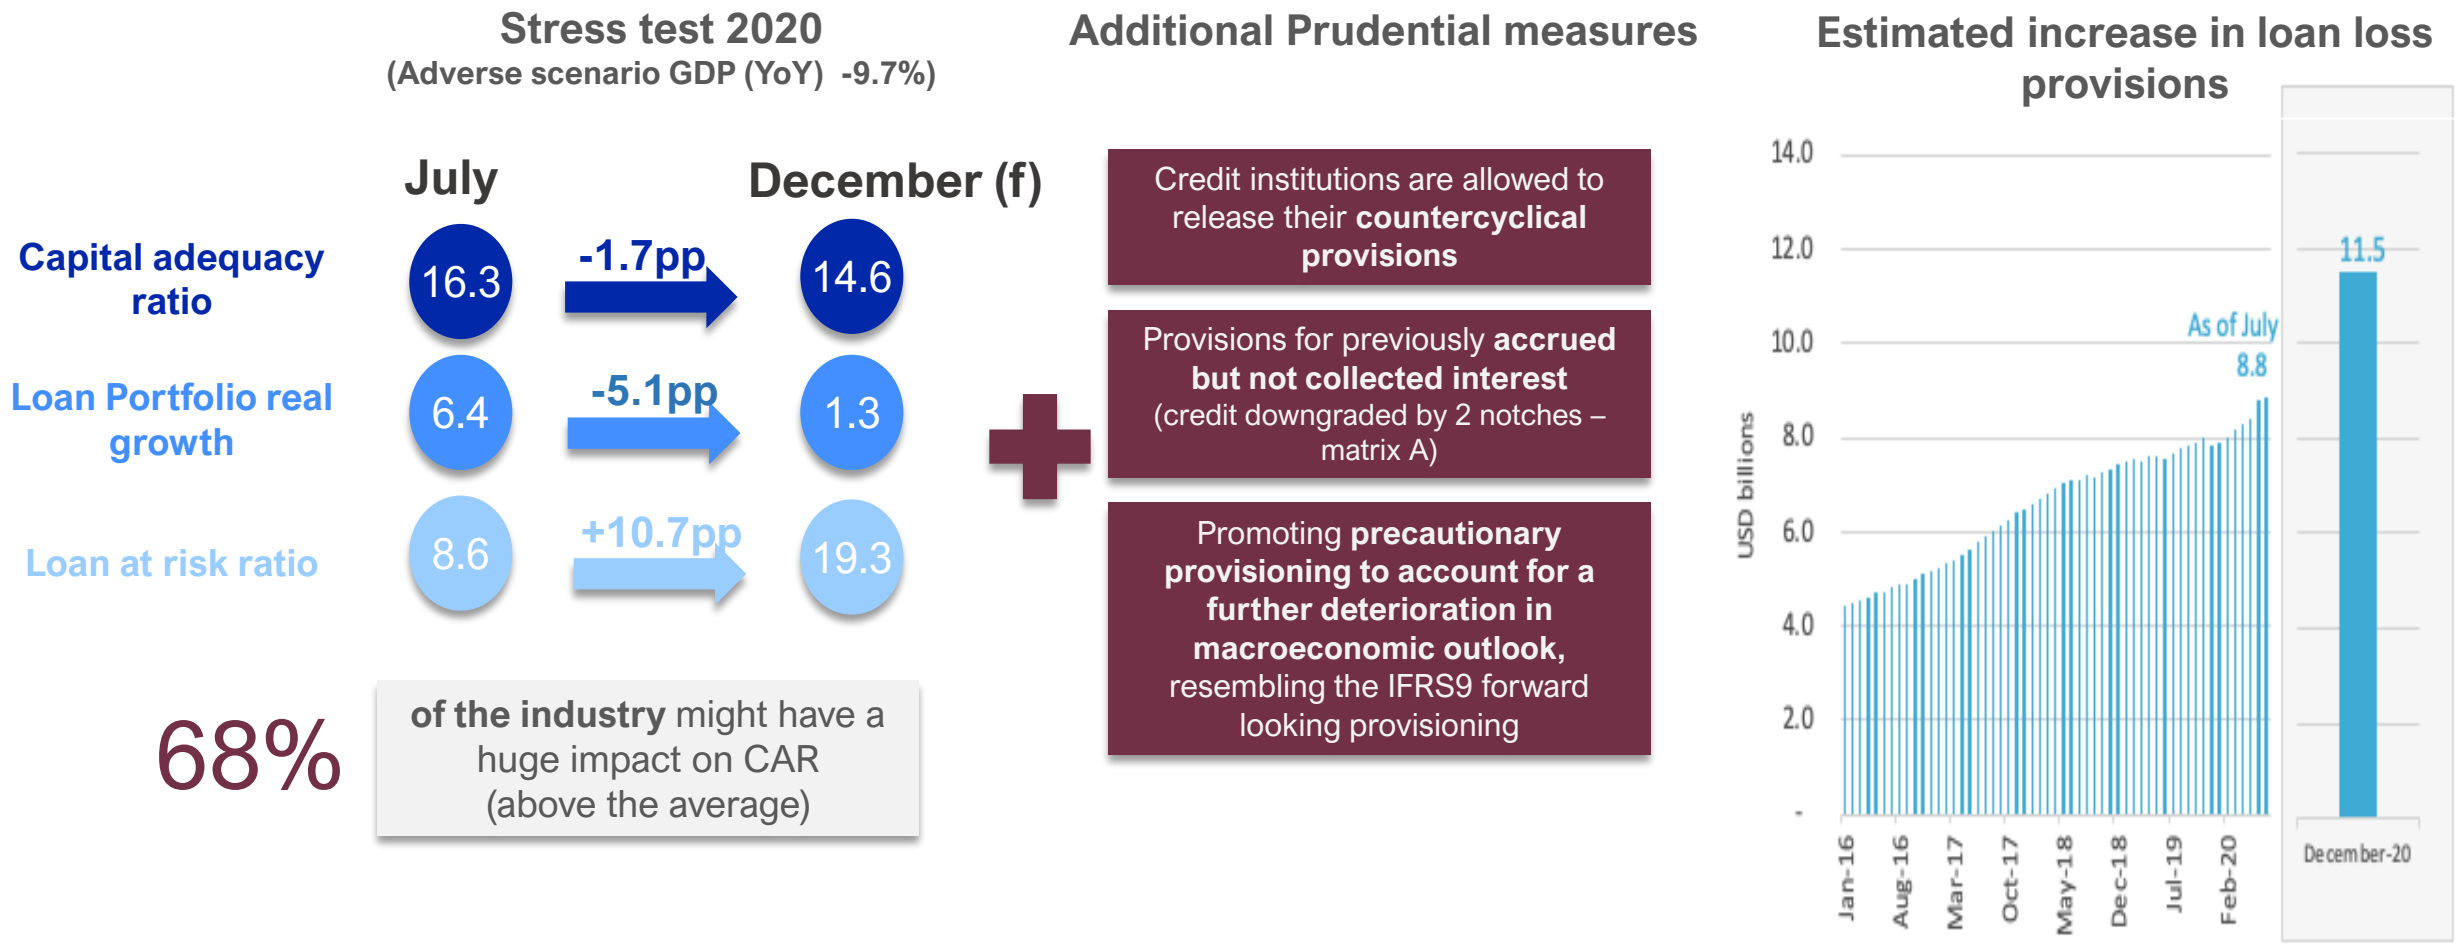 Stress test 2020
(Adverse scenario GDP (YoY) -9.7%)
July
December (f)
Capital adequacy
ratio
16.3
-1.7pp
14.6
Loan Portfolio real
growth
6.4
-5.1pp
1.3
Loan at risk ratio
8.6
+10.7pp
19.3
68%
of the industry might have a
huge impact on CAR
(above the average)
Additional Prudential measures
Credit institutions are allowed to
release their countercyclical
provisions
Provisions for previously accrued
but not collected interest
(credit downgraded by 2 notches –
matrix A)
Promoting precautionary
provisioning to account for a
further deterioration in
macroeconomic outlook,
resembling the IFRS9 forward
looking provisioning
Estimated increase in loan loss
provisions
USD billions
14.0
12.0
10.0
8.0
6.0
4.0
2.0
-
As of July
8.8
11.5
Jan-16
Aug-16
Mar-17
Oct-17
May-18
Dec-18
Jul-19
Feb-20
December-20